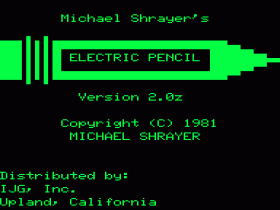 Michael Shrayer's
ELECTRIC PENCIL
Version 2.0z
Copyright (C) 1981
MICHAEL SHRAYER
Distributed by:
IJG, Inc.
Upland, California